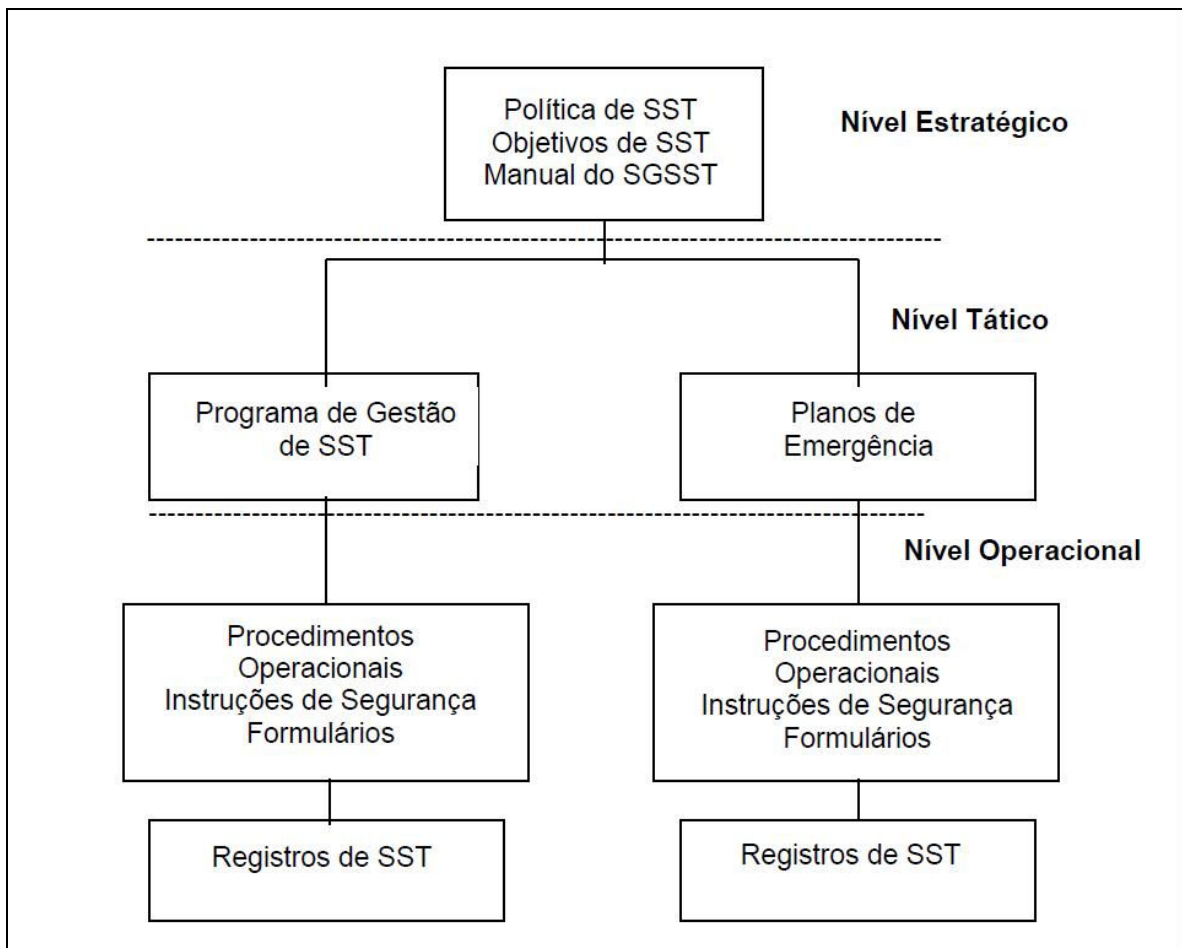 Política de SST
Objetivos de SST
Manual do SGSST
Nível Estratégico
Nível Tático
Programa de Gestão
de SST
Planos de
Emergência
Nível Operacional
Procedimentos
Operacionais
Instruções de Segurança
Formulários
Procedimentos
Operacionais
Instruções de Segurança
Formulários
Registros de SST
Registros de SST